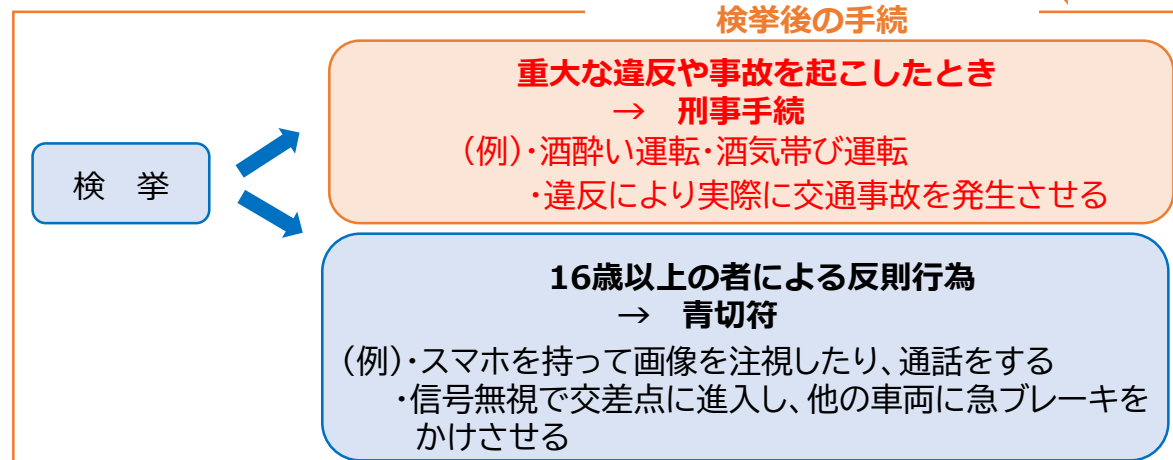 検挙後の手続
重大な違反や事故を起こしたとき
→ 刑事手続
（例）・酒酔い運転・酒気帯び運転
・違反により実際に交通事故を発生させる
検 挙
16歳以上の者による反則行為
→ 青切符
（例）・スマホを持って画像を注視したり、通話をする
・信号無視で交差点に進入し、他の車両に急ブレーキを
かけさせる